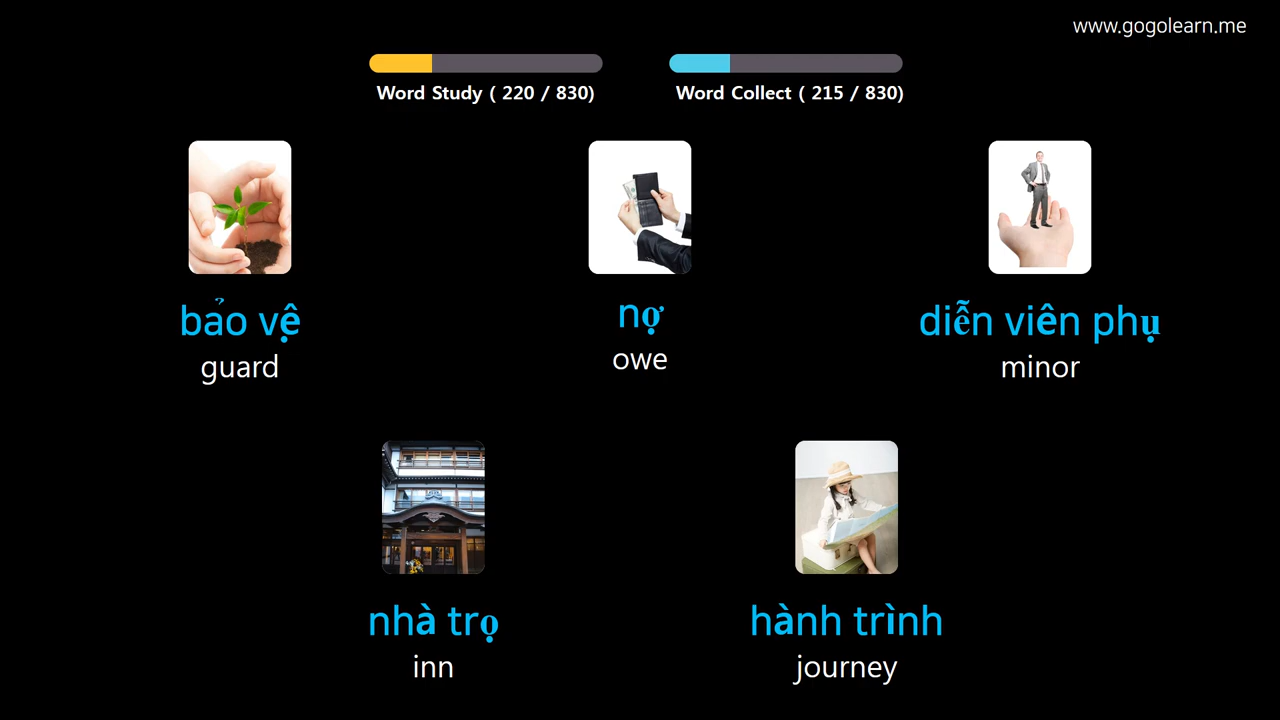 www.gogolearn.me
Word Study ( 220 / 830)
Word Collect ( 215 / 830)
bảo vệ
guard
nợ
owe
diễn viên phụ
minor
nhà trọ
inn
hành trình
journey